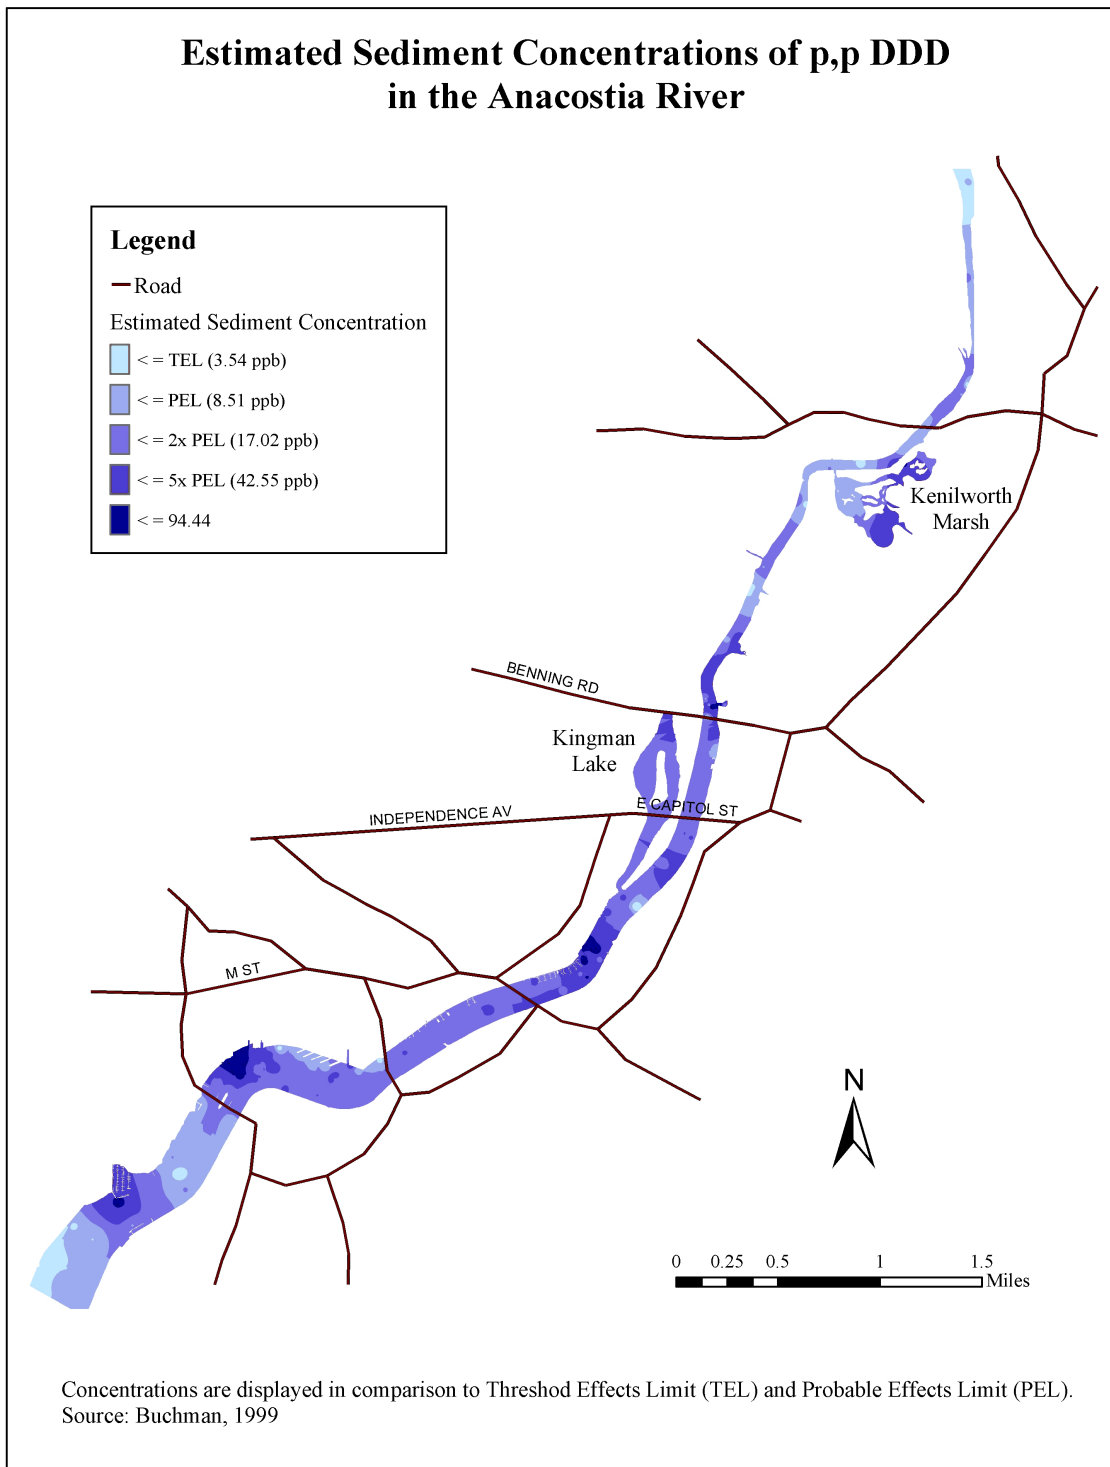 Estimated Sediment Concentrations of p,p DDD
in the Anacostia River
Legend
Road
Estimated Sediment Concentration
< = TEL (3.54 ppb)
< = PEL (8.51 ppb)
< = 2x PEL (17.02 ppb)
< = 5x PEL (42.55 ppb)
< = 94.44
Kenilworth
Marsh
BENNING RD
Kingman
Lake
E CAPITOL ST
INDEPENDENCE AV
M ST
N
0 0.25 0.5 1 1.5
Miles
Concentrations are displayed in comparison to Threshod Effects Limit (TEL) and Probable Effects Limit (PEL).
Source: Buchman, 1999